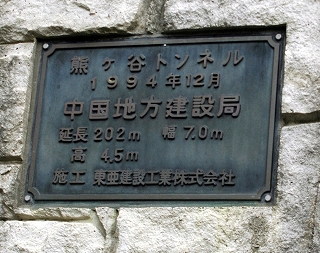 熊ヶ谷トンネル
1994年12月
中国地方建設局
延長 202m 幅 7.0m
高 4.5m
施工 東亜建設工業株式会社